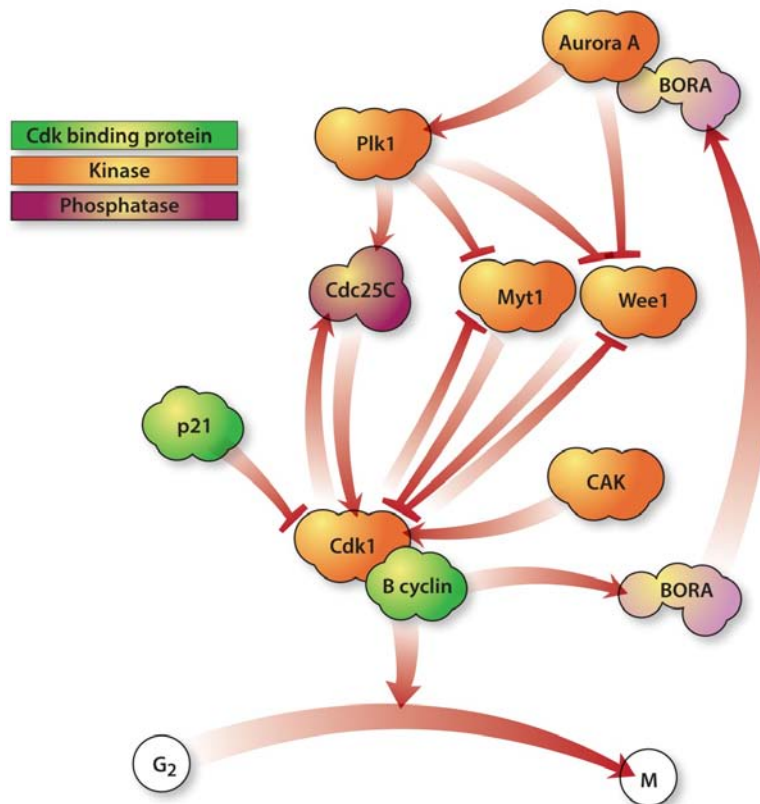 Aurora A
BORA
Cdk binding protein
Kinase
Phosphatase
Plk1
Cdc25C
Myt1
Wee1
p21
CAK
Cdk1
B cyclin
BORA
G2
M